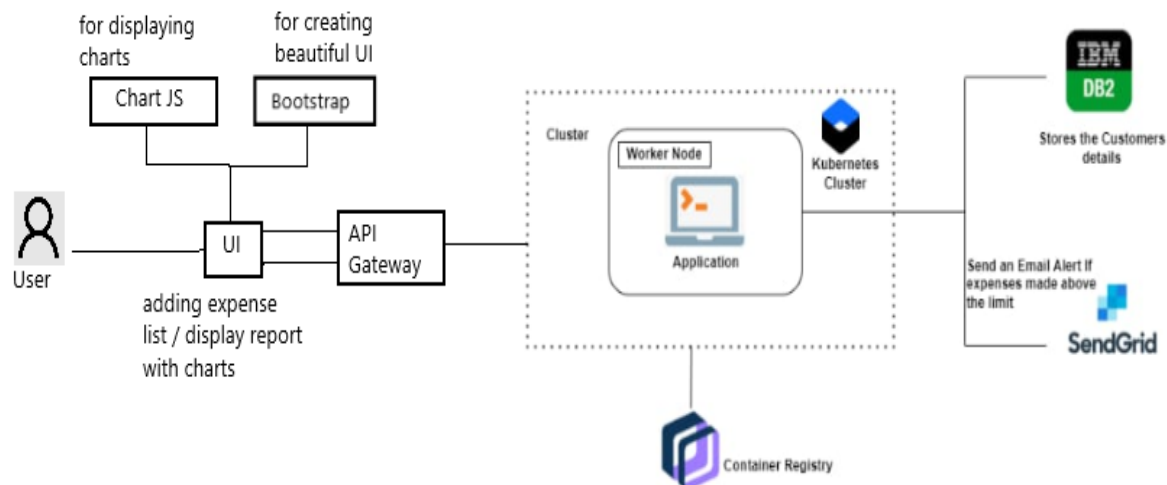 for displaying
charts
for creating
beautiful UI
Chart JS
Bootstrap
User
UI
API
Gateway
adding expense
list / display report
with charts
Cluster
Worker Node
Application
Kubernetes
Cluster
IBM
DB2
Stores the Customers
details
Send an Email Alert If
expenses made above
the limit
SendGrid
Container Registry